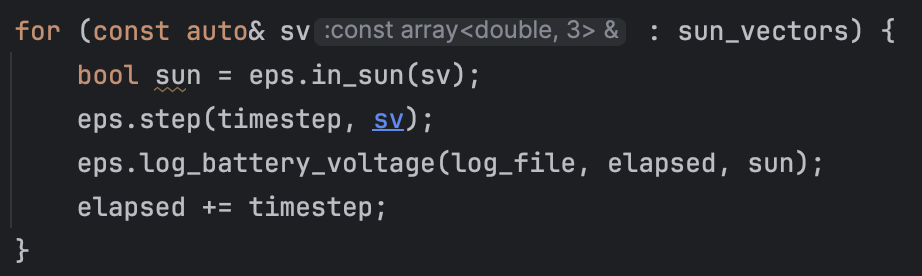 for (const auto& sv :const array<double, 3> & : sun_vectors) {
    bool sun = eps.in_sun(sv);
    eps.step(timestep, sv);
    eps.log_battery_voltage(log_file, elapsed, sun);
    elapsed += timestep;
}